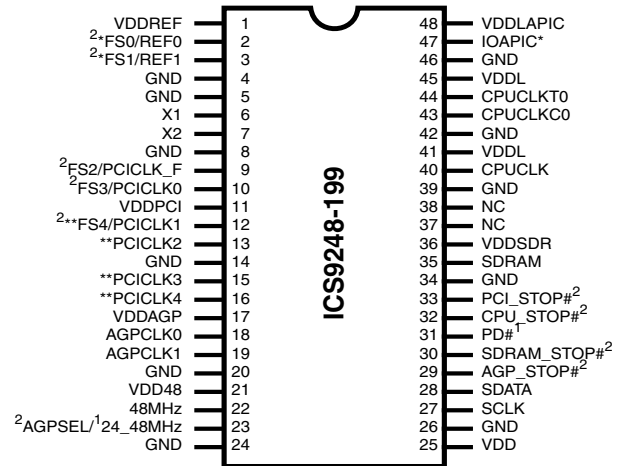 VDDREF 1 48 VDDLAPIC
²*FS0/REF0 2 47 IOAPIC*
²*FS1/REF1 3 46 GND
GND 4 45 VDDL
GND 5 44 CPUCLKT0
X1 6 43 CPUCLKC0
X2 7 42 GND
GND 8 41 VDDL
²FS2/PCICLK_F 9 40 CPUCLK
²FS3/PCICLK0 10 39 GND
VDDPCI 11 38 NC
²**FS4/PCICLK1 12 37 NC
**PCICLK2 13 36 VDDSDR
GND 14 35 SDRAM
**PCICLK3 15 34 GND
**PCICLK4 16 33 PCI_STOP#²
VDDAGP 17 32 CPU_STOP#²
AGPCLK0 18 31 PD#¹
AGPCLK1 19 30 SDRAM_STOP#²
GND 20 29 AGP_STOP#²
VDD48 21 28 SDATA
48MHz 22 27 SCLK
²AGPSEL/¹24_48MHz 23 26 GND
GND 24 25 VDD
ICS9248-199